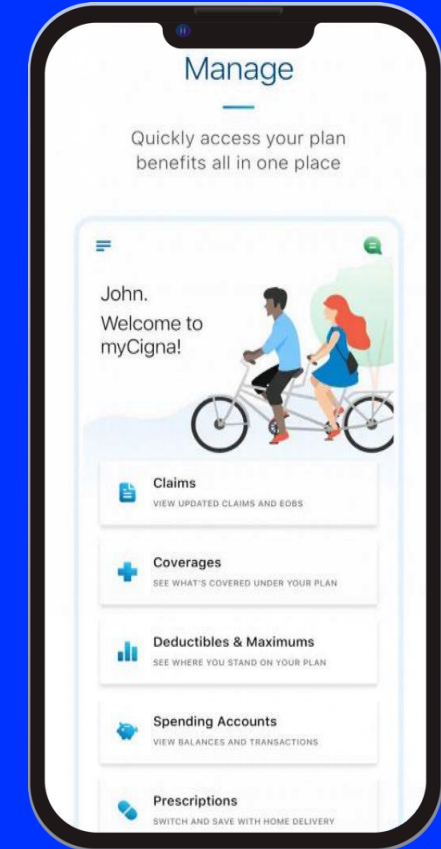 Manage
Quickly access your plan
benefits all in one place
John.
Welcome to
myCigna!
Claims
VIEW UPDATED CLAIMS AND EOBS
Coverages
SEE WHAT'S COVERED UNDER YOUR PLAN
Deductibles & Maximums
SEE WHERE YOU STAND ON YOUR PLAN
Spending Accounts
VIEW BALANCES AND TRANSACTIONS
Prescriptions
SWITCH AND SAVE WITH HOME DELIVERY